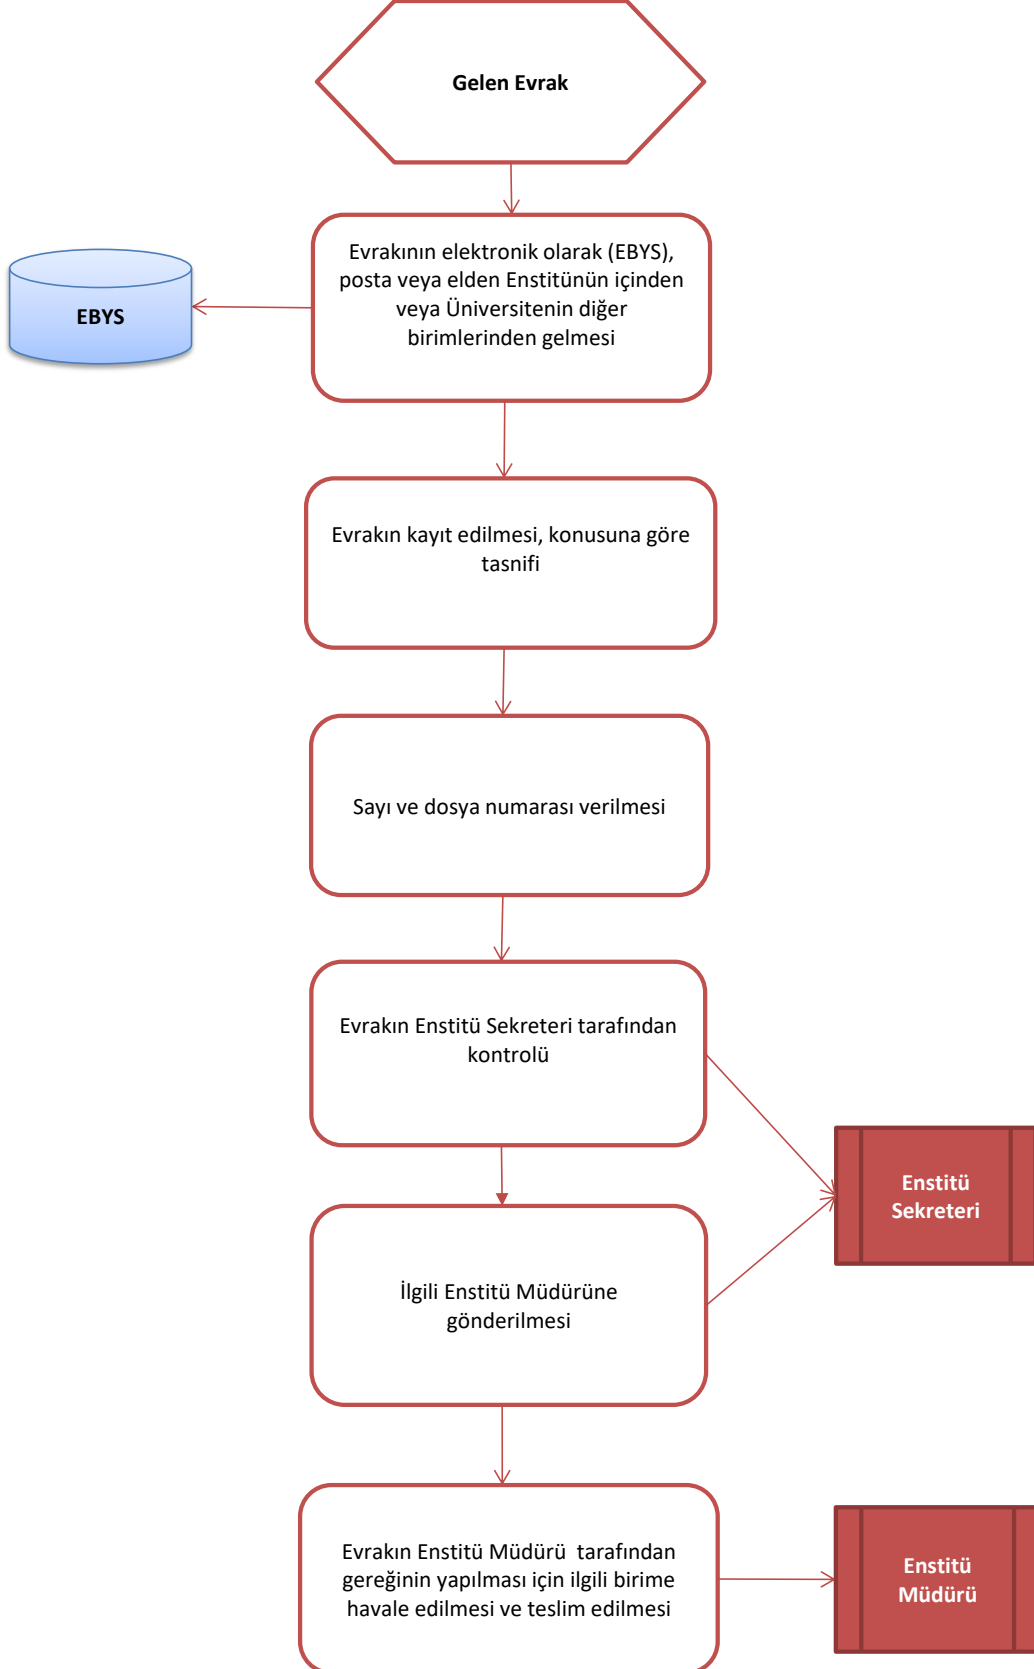 Gelen Evrak
Evrakının elektronik olarak (EBYS),
posta veya elden Enstitünün içinden
veya Üniversitenin diğer
birimlerinden gelmesi
EBYS
Evrakın kayıt edilmesi, konusuna göre
tasnifi
Sayı ve dosya numarası verilmesi
Evrakın Enstitü Sekreteri tarafından
kontrolü
Enstitü
Sekreteri
İlgili Enstitü Müdürüne
gönderilmesi
Evrakın Enstitü Müdürü  tarafından
gereğinin yapılması için ilgili birime
havale edilmesi ve teslim edilmesi
Enstitü
Müdürü